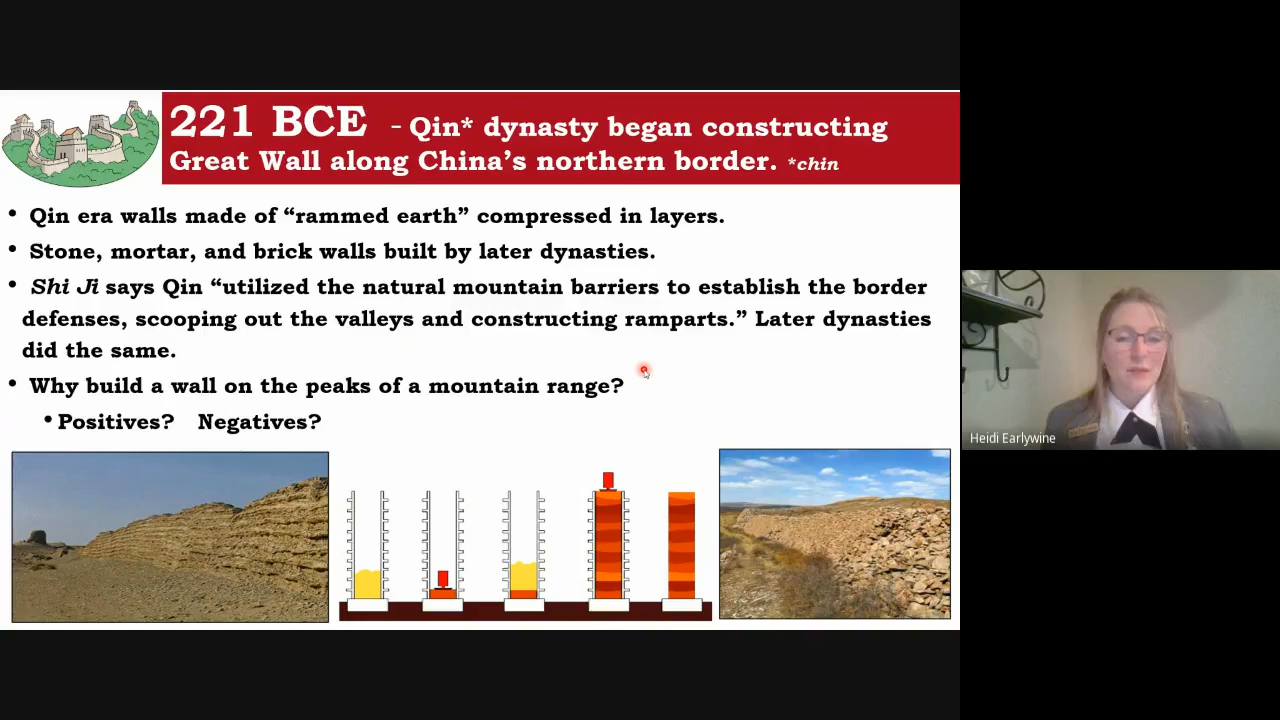 221 BCE - Qin* dynasty began constructing
Great Wall along China’s northern border. *chin
• Qin era walls made of “rammed earth” compressed in layers.
• Stone, mortar, and brick walls built by later dynasties.
• Shi Ji says Qin “utilized the natural mountain barriers to establish the border
defenses, scooping out the valleys and constructing ramparts.” Later dynasties
did the same.
• Why build a wall on the peaks of a mountain range?
• Positives? Negatives?
Heidi Earlywine